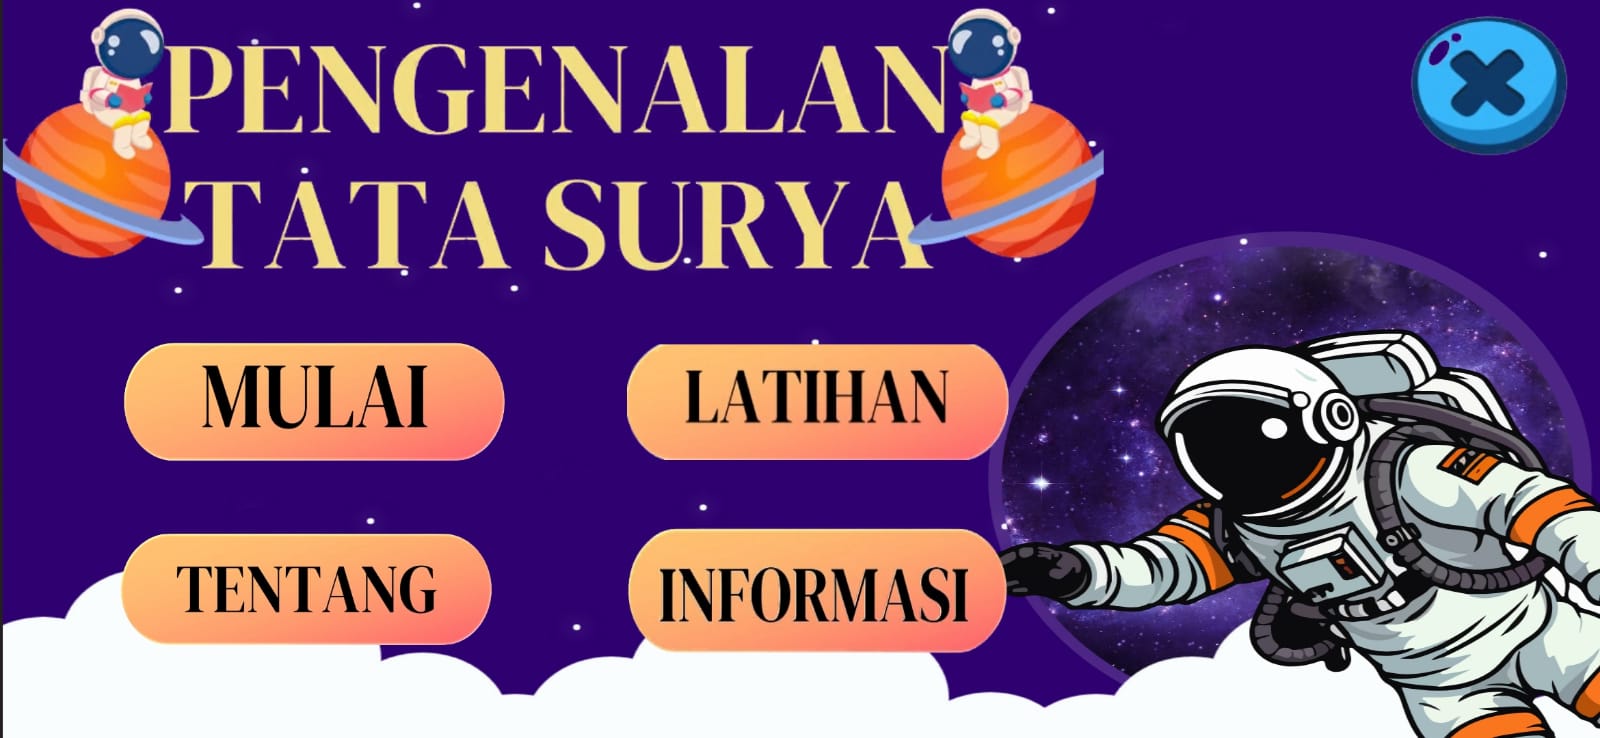 PENGENALAN
TATA SURYA
MULAI
LATIHAN
TENTANG
INFORMASI